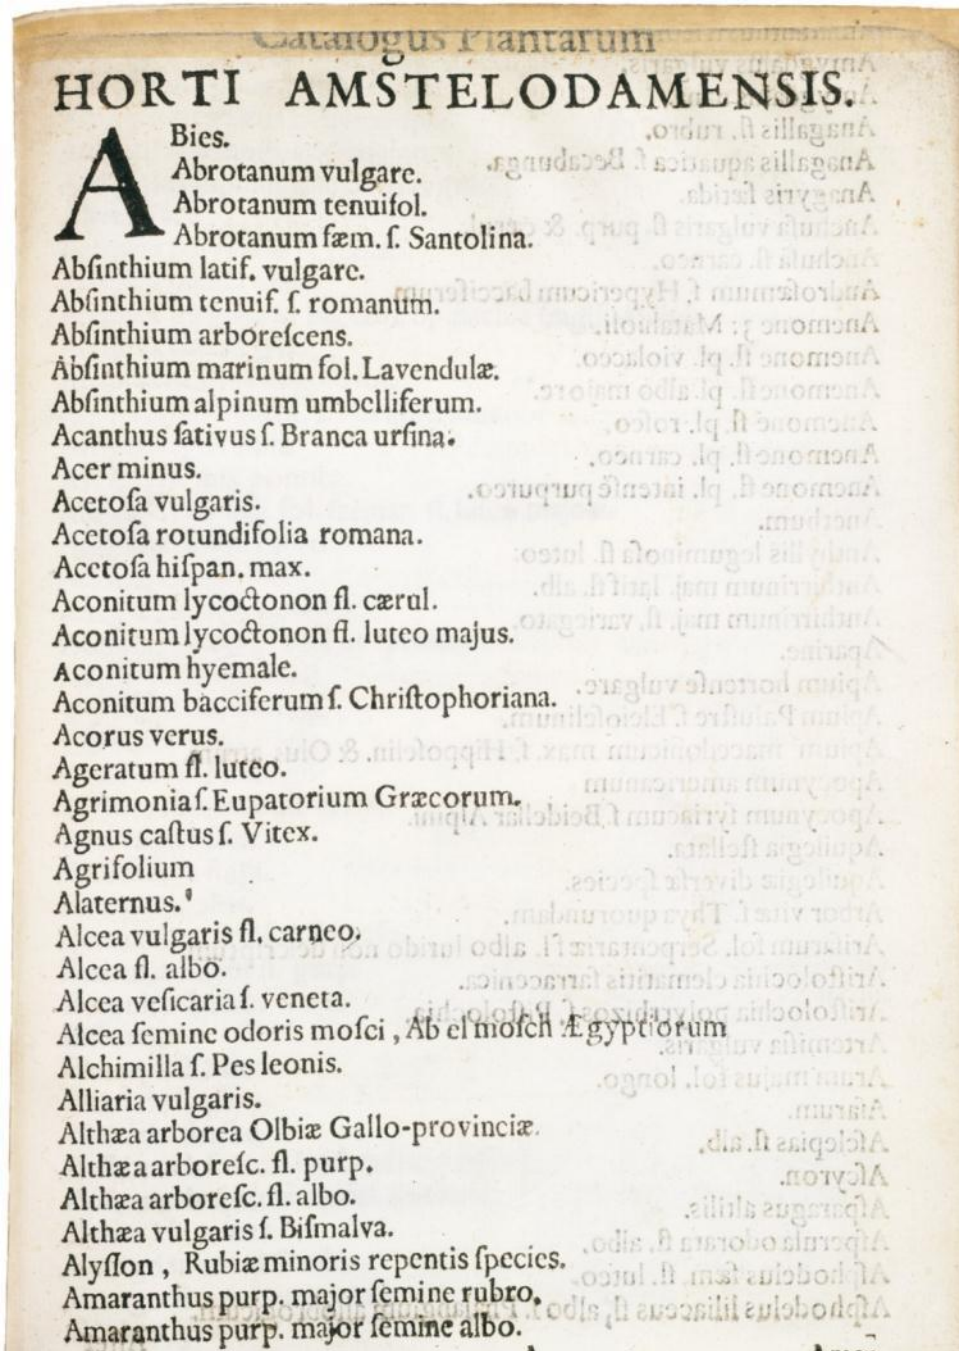 Catalogus Plantarum
HORTI AMSTELODAMENSIS.
ABies.
Abrotanum vulgare.
Abrotanum tenuifol.
Abrotanum fæm. ſ. Santolina.
Abſinthium latif. vulgare.
Abſinthium tenuif. ſ. romanum.
Abſinthium arboreſcens.
Abſinthium marinum fol. Lavendulæ.
Abſinthium alpinum umbelliferum.
Acanthus ſativus ſ. Branca urſina.
Acer minus.
Acetoſa vulgaris.
Acetoſa rotundifolia romana.
Acetoſa hiſpan. max.
Aconitum lycoctonon fl. cærul.
Aconitum lycoctonon fl. luteo majus.
Aconitum hyemale.
Aconitum bacciferum ſ. Chriſtophoriana.
Acorus verus.
Ageratum fl. luteo.
Agrimonia ſ. Eupatorium Græcorum.
Agnus caſtus ſ. Vitex.
Agrifolium
Alaternus.
Alcea vulgaris fl. carneo.
Alcea fl. albo.
Alcea veſicaria ſ. veneta.
Alcea ſemine odoris moſci, Ab el moſch Ægyptiorum
Alchimilla ſ. Pes leonis.
Alliaria vulgaris.
Althæa arborea Olbiæ Gallo-provinciæ.
Althæa arboreſc. fl. purp.
Althæa arboreſc. fl. albo.
Althæa vulgaris ſ. Biſmalva.
Alyſſon, Rubiæ minoris repentis ſpecies.
Amaranthus purp. major ſemine rubro.
Amaranthus purp. major ſemine albo.